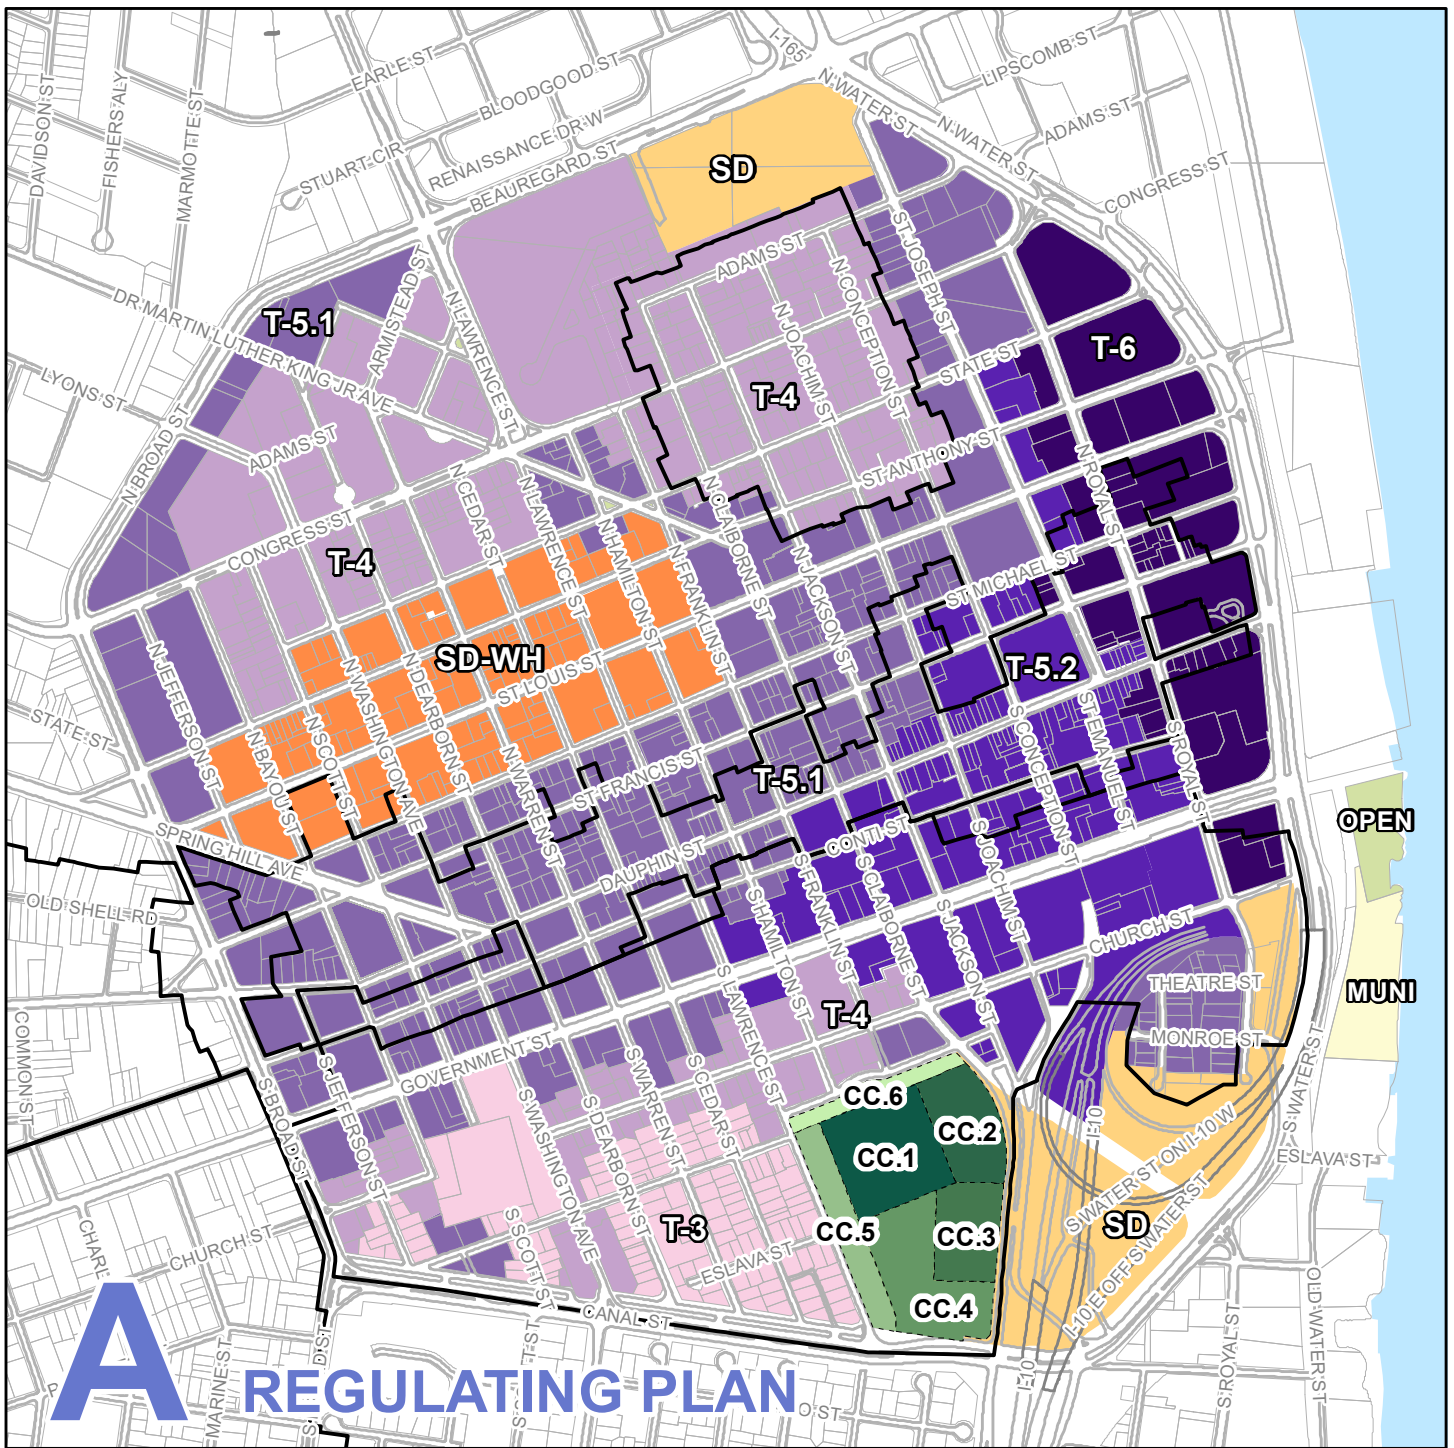 I-165
EARLE ST
BLOODGOOD ST
LIPSCOMB ST
DAVIDSON ST
FISHERS ALY
MARMOTTE ST
STUART CIR
RENAISSANCE DR W
BEAUREGARD ST
N WATER ST
N WATER ST
ADAMS ST
CONGRESS ST
SD
ST JOSEPH ST
ADAMS ST
N CONCEPTION ST
N JOACHIM ST
ARMSTEAD ST
N LAWRENCE ST
T-5.1
DR MARTIN LUTHER KING JR AVE
LYONS ST
T-6
STATE ST
T-4
N BROAD ST
ADAMS ST
ST ANTHONY ST
N ROYAL ST
CONGRESS ST
N CEDAR ST
N LAWRENCE ST
N HAMILTON ST
N CLAIBORNE ST
N JACKSON ST
N FRANKLIN ST
T-4
ST MICHAEL ST
SD-WH
ST LOUIS ST
T-5.2
N JEFFERSON ST
N WASHINGTON AVE
N DEARBORN S
STATE ST
N BAYOU ST
N SCOTT ST
N WARREN ST
ST FRANCIS ST
T-5.1
S CONCEPTION ST
ST EMANUEL ST
S ROYAL ST
OPEN
SPRING HILL AVE
CONTI ST
DAUPHIN ST
S JOACHIM ST
S FRANKLIN ST
S CLAIBORNE ST
S HAMILTON ST
OLD SHELL RD
S JACKSON ST
CHURCH ST
THEATRE ST
MUNI
S LAWRENCE ST
T-4
MONROE ST
COMMON ST
GOVERNMENT ST
S BROAD ST
S JEFFERSON ST
S WASHINGTON AVE
S DEARBORN ST
S WARREN ST
S CEDAR ST
CC.6
CC.2
CC.1
I-10
S WATER ST
S WATER ST ON I-10 W
ESLAVA ST
CC.5
CC.3
CC.4
T-3
SD
S SCOTT ST
ESLAVA ST
CHURCH ST
CHARL
I-10 E OFF S WATER ST
CANAL ST
OLD WATER ST
S ROYAL ST
I-10
MARINE ST
D ST
O ST
A
REGULATING PLAN